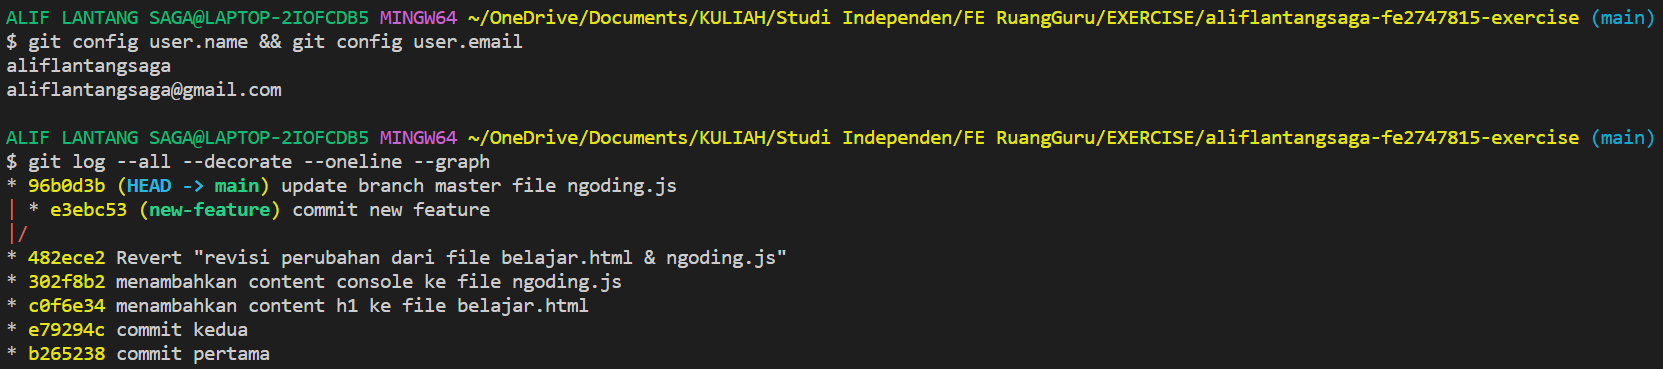 ALIF LANTANG SAGA@LAPTOP-2IOFCDB5 MINGW64 ~/OneDrive/Documents/KULIAH/Studi Independen/FE RuangGuru/EXERCISE/aliflantangsaga-fe2747815-exercise (main)
$ git config user.name && git config user.email
aliflantangsaga
aliflantangsaga@gmail.com

ALIF LANTANG SAGA@LAPTOP-2IOFCDB5 MINGW64 ~/OneDrive/Documents/KULIAH/Studi Independen/FE RuangGuru/EXERCISE/aliflantangsaga-fe2747815-exercise (main)
$ git log --all --decorate --oneline --graph
* 96b0d3b (HEAD -> main) update branch master file ngoding.js
| * e3ebc53 (new-feature) commit new feature
|/
* 482ece2 Revert "revisi perubahan dari file belajar.html & ngoding.js"
* 302f8b2 menambahkan content console ke file ngoding.js
* c0f6e34 menambahkan content h1 ke file belajar.html
* e79294c commit kedua
* b265238 commit pertama